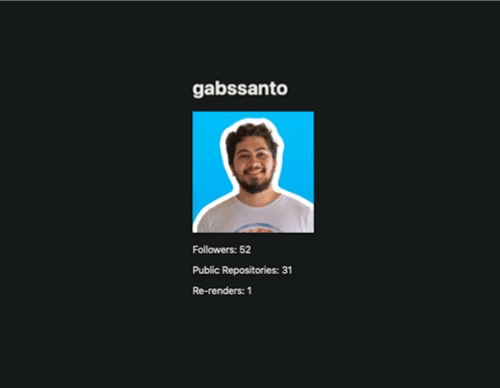 gabssanto
Followers: 52
Public Repositories: 31
Re-renders: 1